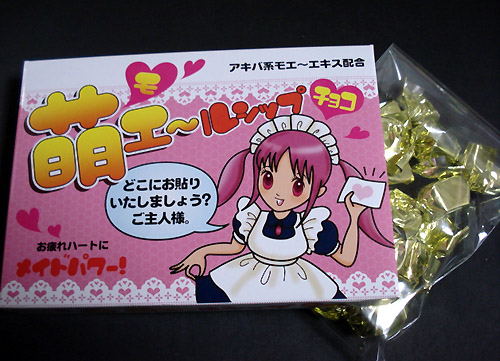 アキバ系モエ〜エキス配合
萌モエ〜ルシップチョコ
どこにお貼り
いたしましょう?
ご主人様。
お疲れハートに
メイドパワー!